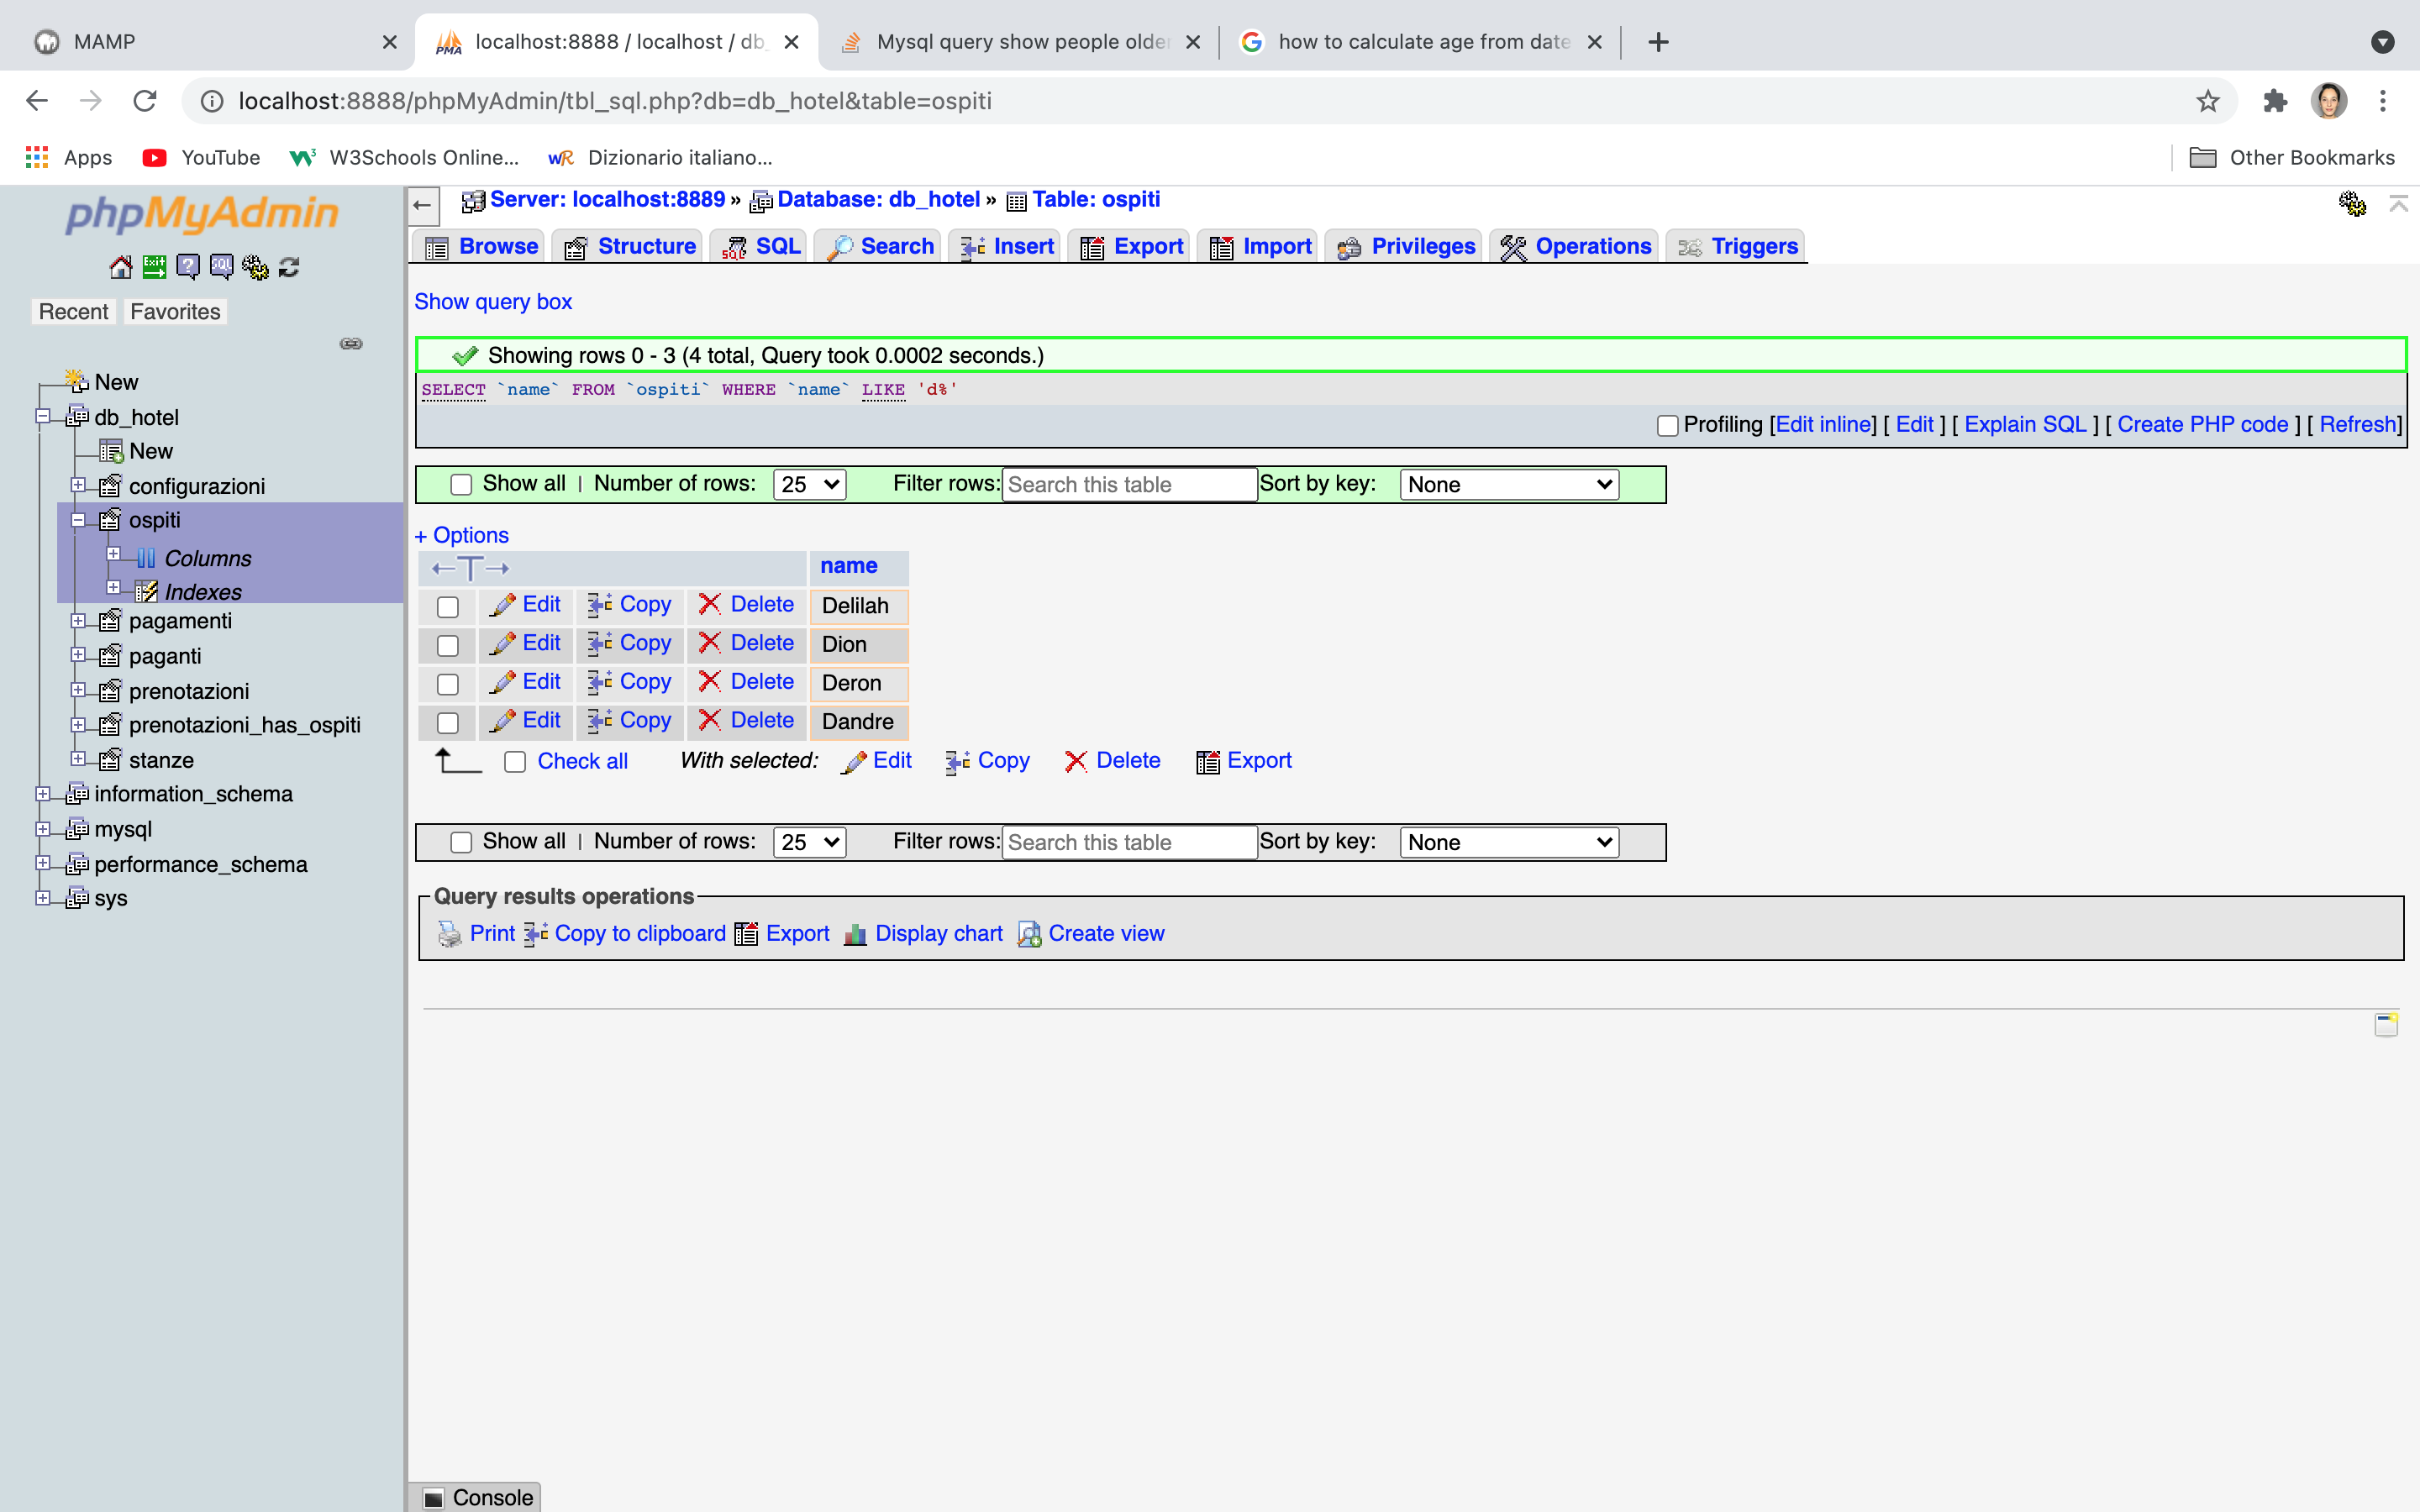 MAMP
localhost:8888 / localhost / db_
Mysql query show people older
how to calculate age from date
localhost:8888/phpMyAdmin/tbl_sql.php?db=db_hotel&table=ospiti
Apps YouTube W3Schools Online... Dizionario italiano... Other Bookmarks
phpMyAdmin
Recent Favorites
New
db_hotel
New
configurazioni
ospiti
Columns
Indexes
pagamenti
paganti
prenotazioni
prenotazioni_has_ospiti
stanze
information_schema
mysql
performance_schema
sys
Server: localhost:8889 » Database: db_hotel » Table: ospiti
Browse Structure SQL Search Insert Export Import Privileges Operations Triggers
Show query box
Showing rows 0 - 3 (4 total, Query took 0.0002 seconds.)
SELECT `name` FROM `ospiti` WHERE `name` LIKE 'd%'
Profiling [Edit inline] [ Edit ] [ Explain SQL ] [ Create PHP code ] [ Refresh]
Show all | Number of rows: 25 Filter rows: Search this table Sort by key: None
+ Options
←T→ name
Edit Copy Delete Delilah
Edit Copy Delete Dion
Edit Copy Delete Deron
Edit Copy Delete Dandre
Check all With selected: Edit Copy Delete Export
Show all | Number of rows: 25 Filter rows: Search this table Sort by key: None
Query results operations
Print Copy to clipboard Export Display chart Create view
Console